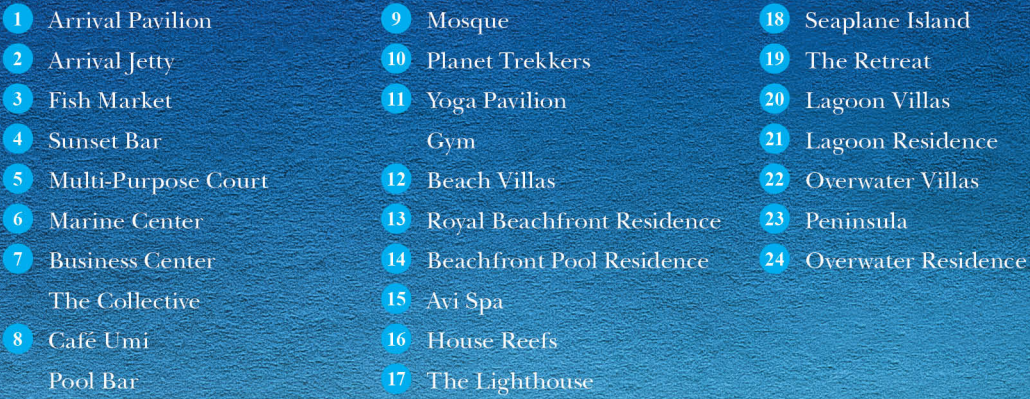 1 Arrival Pavilion
2 Arrival Jetty
3 Fish Market
4 Sunset Bar
5 Multi-Purpose Court
6 Marine Center
7 Business Center
The Collective
8 Café Umi
Pool Bar
9 Mosque
10 Planet Trekkers
11 Yoga Pavilion
Gym
12 Beach Villas
13 Royal Beachfront Residence
14 Beachfront Pool Residence
15 Avi Spa
16 House Reefs
17 The Lighthouse
18 Seaplane Island
19 The Retreat
20 Lagoon Villas
21 Lagoon Residence
22 Overwater Villas
23 Peninsula
24 Overwater Residence